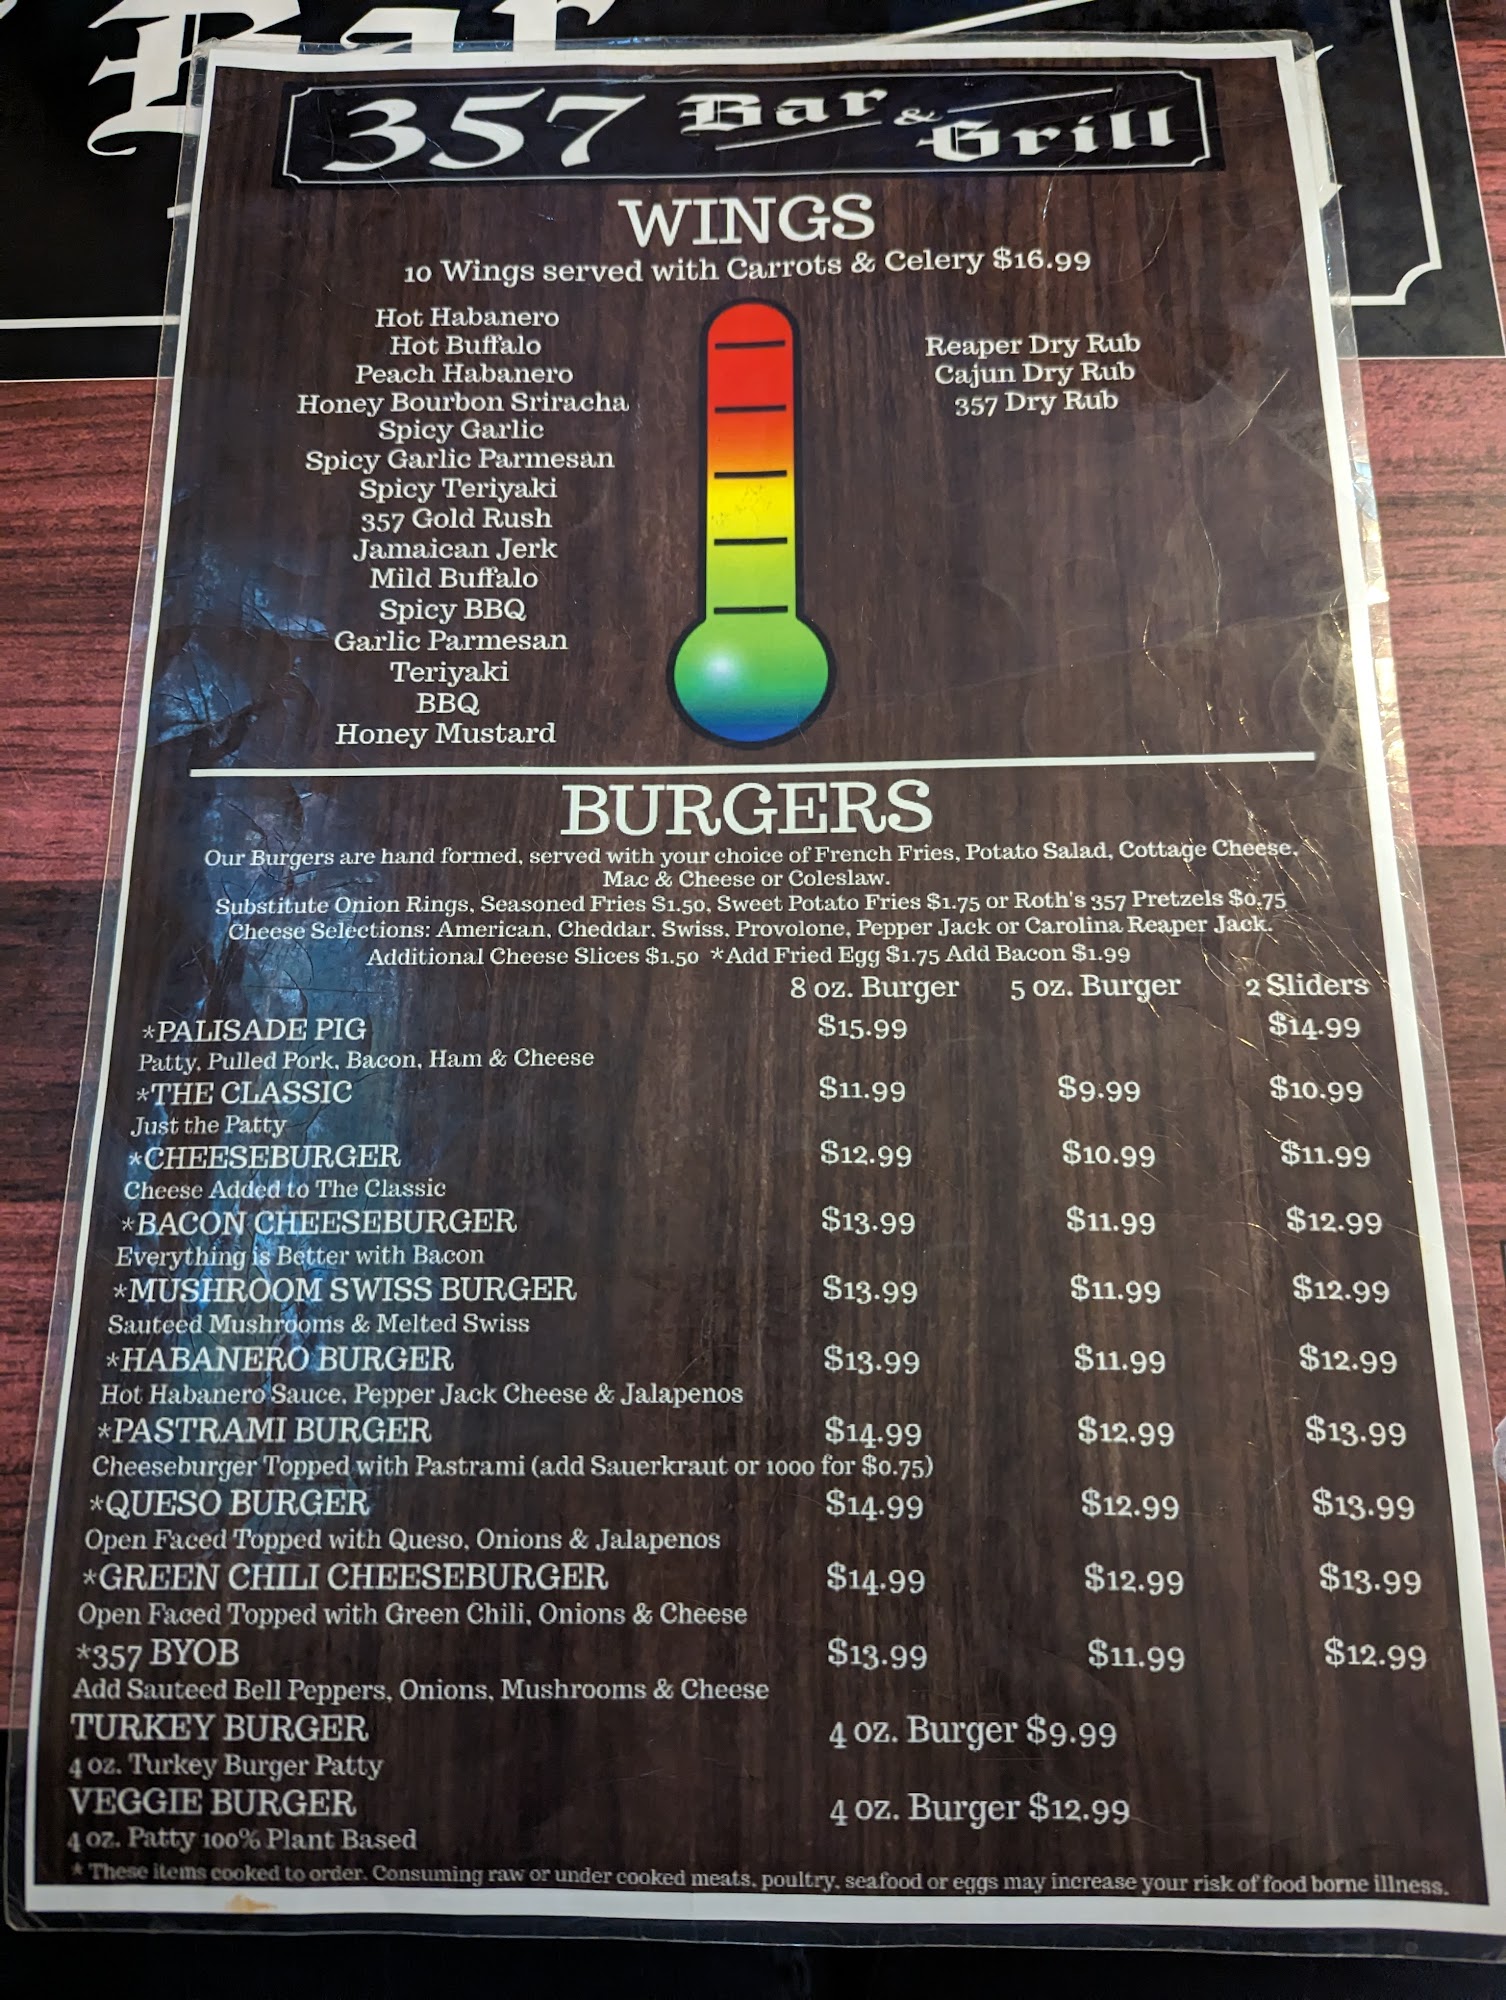 Bar
357 Bar & Grill
WINGS
10 Wings served with Carrots & Celery $16.99
Hot Habanero
Hot Buffalo
Peach Habanero
Honey Bourbon Sriracha
Spicy Garlic
Spicy Garlic Parmesan
Spicy Teriyaki
357 Gold Rush
Jamaican Jerk
Mild Buffalo
Spicy BBQ
Garlic Parmesan
Teriyaki
BBQ
Honey Mustard
Reaper Dry Rub
Cajun Dry Rub
357 Dry Rub
BURGERS
Our Burgers are hand formed, served with your choice of French Fries, Potato Salad, Cottage Cheese,
Mac & Cheese or Coleslaw.
Substitute Onion Rings, Seasoned Fries $1.50, Sweet Potato Fries $1.75 or Roth's 357 Pretzels $0.75
Cheese Selections: American, Cheddar, Swiss, Provolone, Pepper Jack or Carolina Reaper Jack.
Additional Cheese Slices $1.50 *Add Fried Egg $1.75 Add Bacon $1.99
8 oz. Burger 5 oz. Burger 2 Sliders
*PALISADE PIG $15.99 $14.99
Patty, Pulled Pork, Bacon, Ham & Cheese
*THE CLASSIC $11.99 $9.99 $10.99
Just the Patty
*CHEESEBURGER $12.99 $10.99 $11.99
Cheese Added to The Classic
*BACON CHEESEBURGER $13.99 $11.99 $12.99
Everything is Better with Bacon
*MUSHROOM SWISS BURGER $13.99 $11.99 $12.99
Sauteed Mushrooms & Melted Swiss
*HABANERO BURGER $13.99 $11.99 $12.99
Hot Habanero Sauce, Pepper Jack Cheese & Jalapenos
*PASTRAMI BURGER $14.99 $12.99 $13.99
Cheeseburger Topped with Pastrami (add Sauerkraut or 1000 for $0.75)
*QUESO BURGER $14.99 $12.99 $13.99
Open Faced Topped with Queso, Onions & Jalapenos
*GREEN CHILI CHEESEBURGER $14.99 $12.99 $13.99
Open Faced Topped with Green Chili, Onions & Cheese
*357 BYOB $13.99 $11.99 $12.99
Add Sauteed Bell Peppers, Onions, Mushrooms & Cheese
TURKEY BURGER 4 oz. Burger $9.99
4 oz. Turkey Burger Patty
VEGGIE BURGER 4 oz. Burger $12.99
4 oz. Patty 100% Plant Based
* These items cooked to order. Consuming raw or under cooked meats, poultry, seafood or eggs may increase your risk of food borne illness.